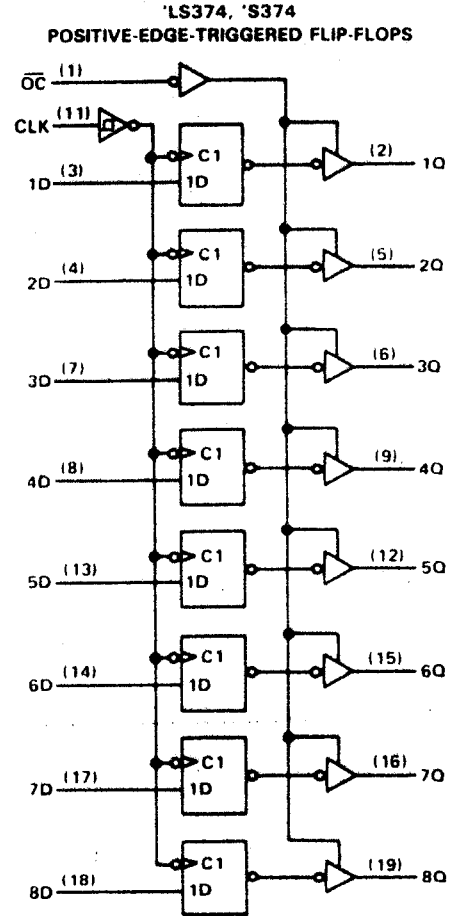 'LS374, 'S374
POSITIVE-EDGE-TRIGGERED FLIP-FLOPS
OC (1)
CLK (11)
C1
1D (3) 1D (2) 1Q
C1
2D (4) 1D (5) 2Q
C1
3D (7) 1D (6) 3Q
C1
4D (8) 1D (9) 4Q
C1
5D (13) 1D (12) 5Q
C1
6D (14) 1D (15) 6Q
C1
7D (17) 1D (16) 7Q
C1
8D (18) 1D (19) 8Q